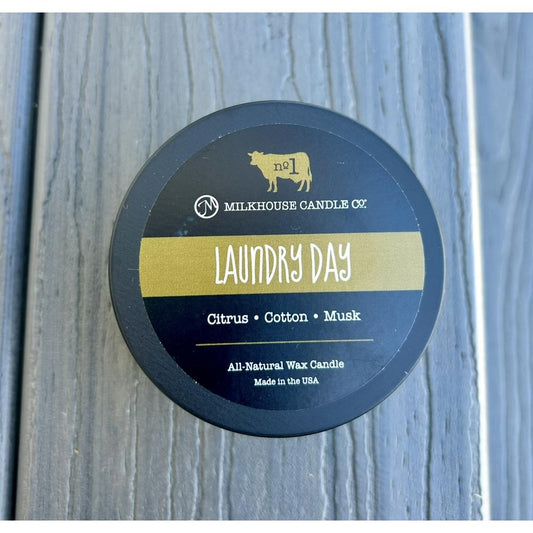 nº1
MILKHOUSE CANDLE Co.
LAUNDRY DAY
Citrus • Cotton • Musk
All-Natural Wax Candle
Made in the USA